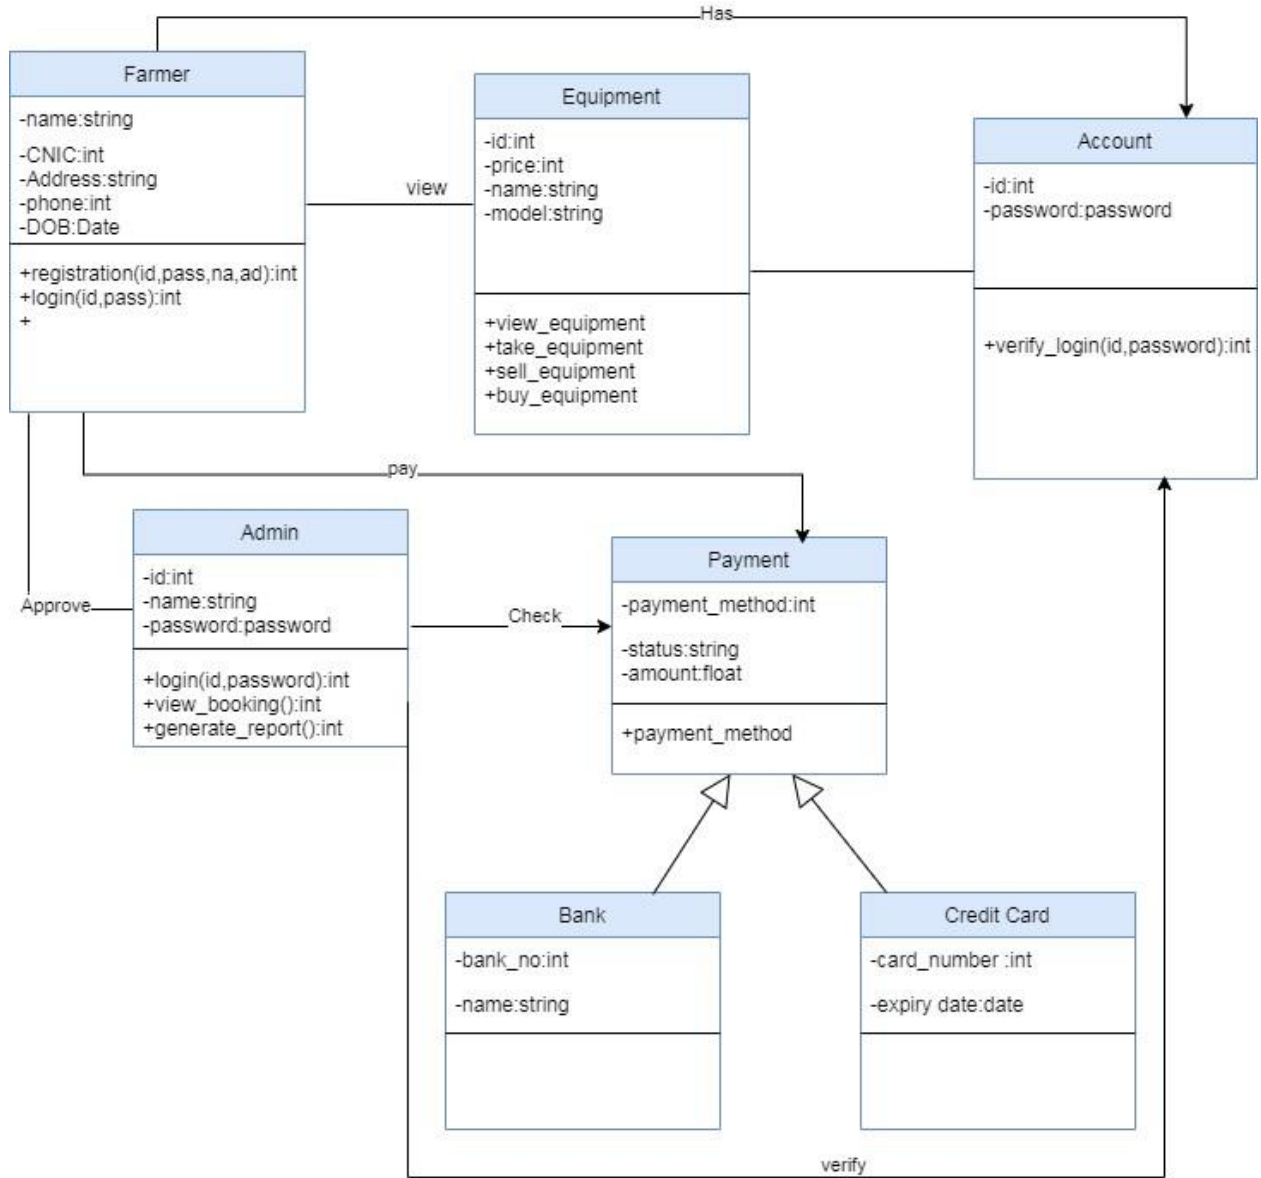 Has
Farmer
-name:string
-CNIC:int
-Address:string
-phone:int
-DOB:Date
+registration(id,pass,na,ad):int
+login(id,pass):int
+
view
Equipment
-id:int
-price:int
-name:string
-model:string
+view_equipment
+take_equipment
+sell_equipment
+buy_equipment
Account
-id:int
-password:password
+verify_login(id,password):int
pay
Approve
Admin
-id:int
-name:string
-password:password
+login(id,password):int
+view_booking():int
+generate_report():int
Check
Payment
-payment_method:int
-status:string
-amount:float
+payment_method
Bank
-bank_no:int
-name:string
Credit Card
-card_number :int
-expiry date:date
verify